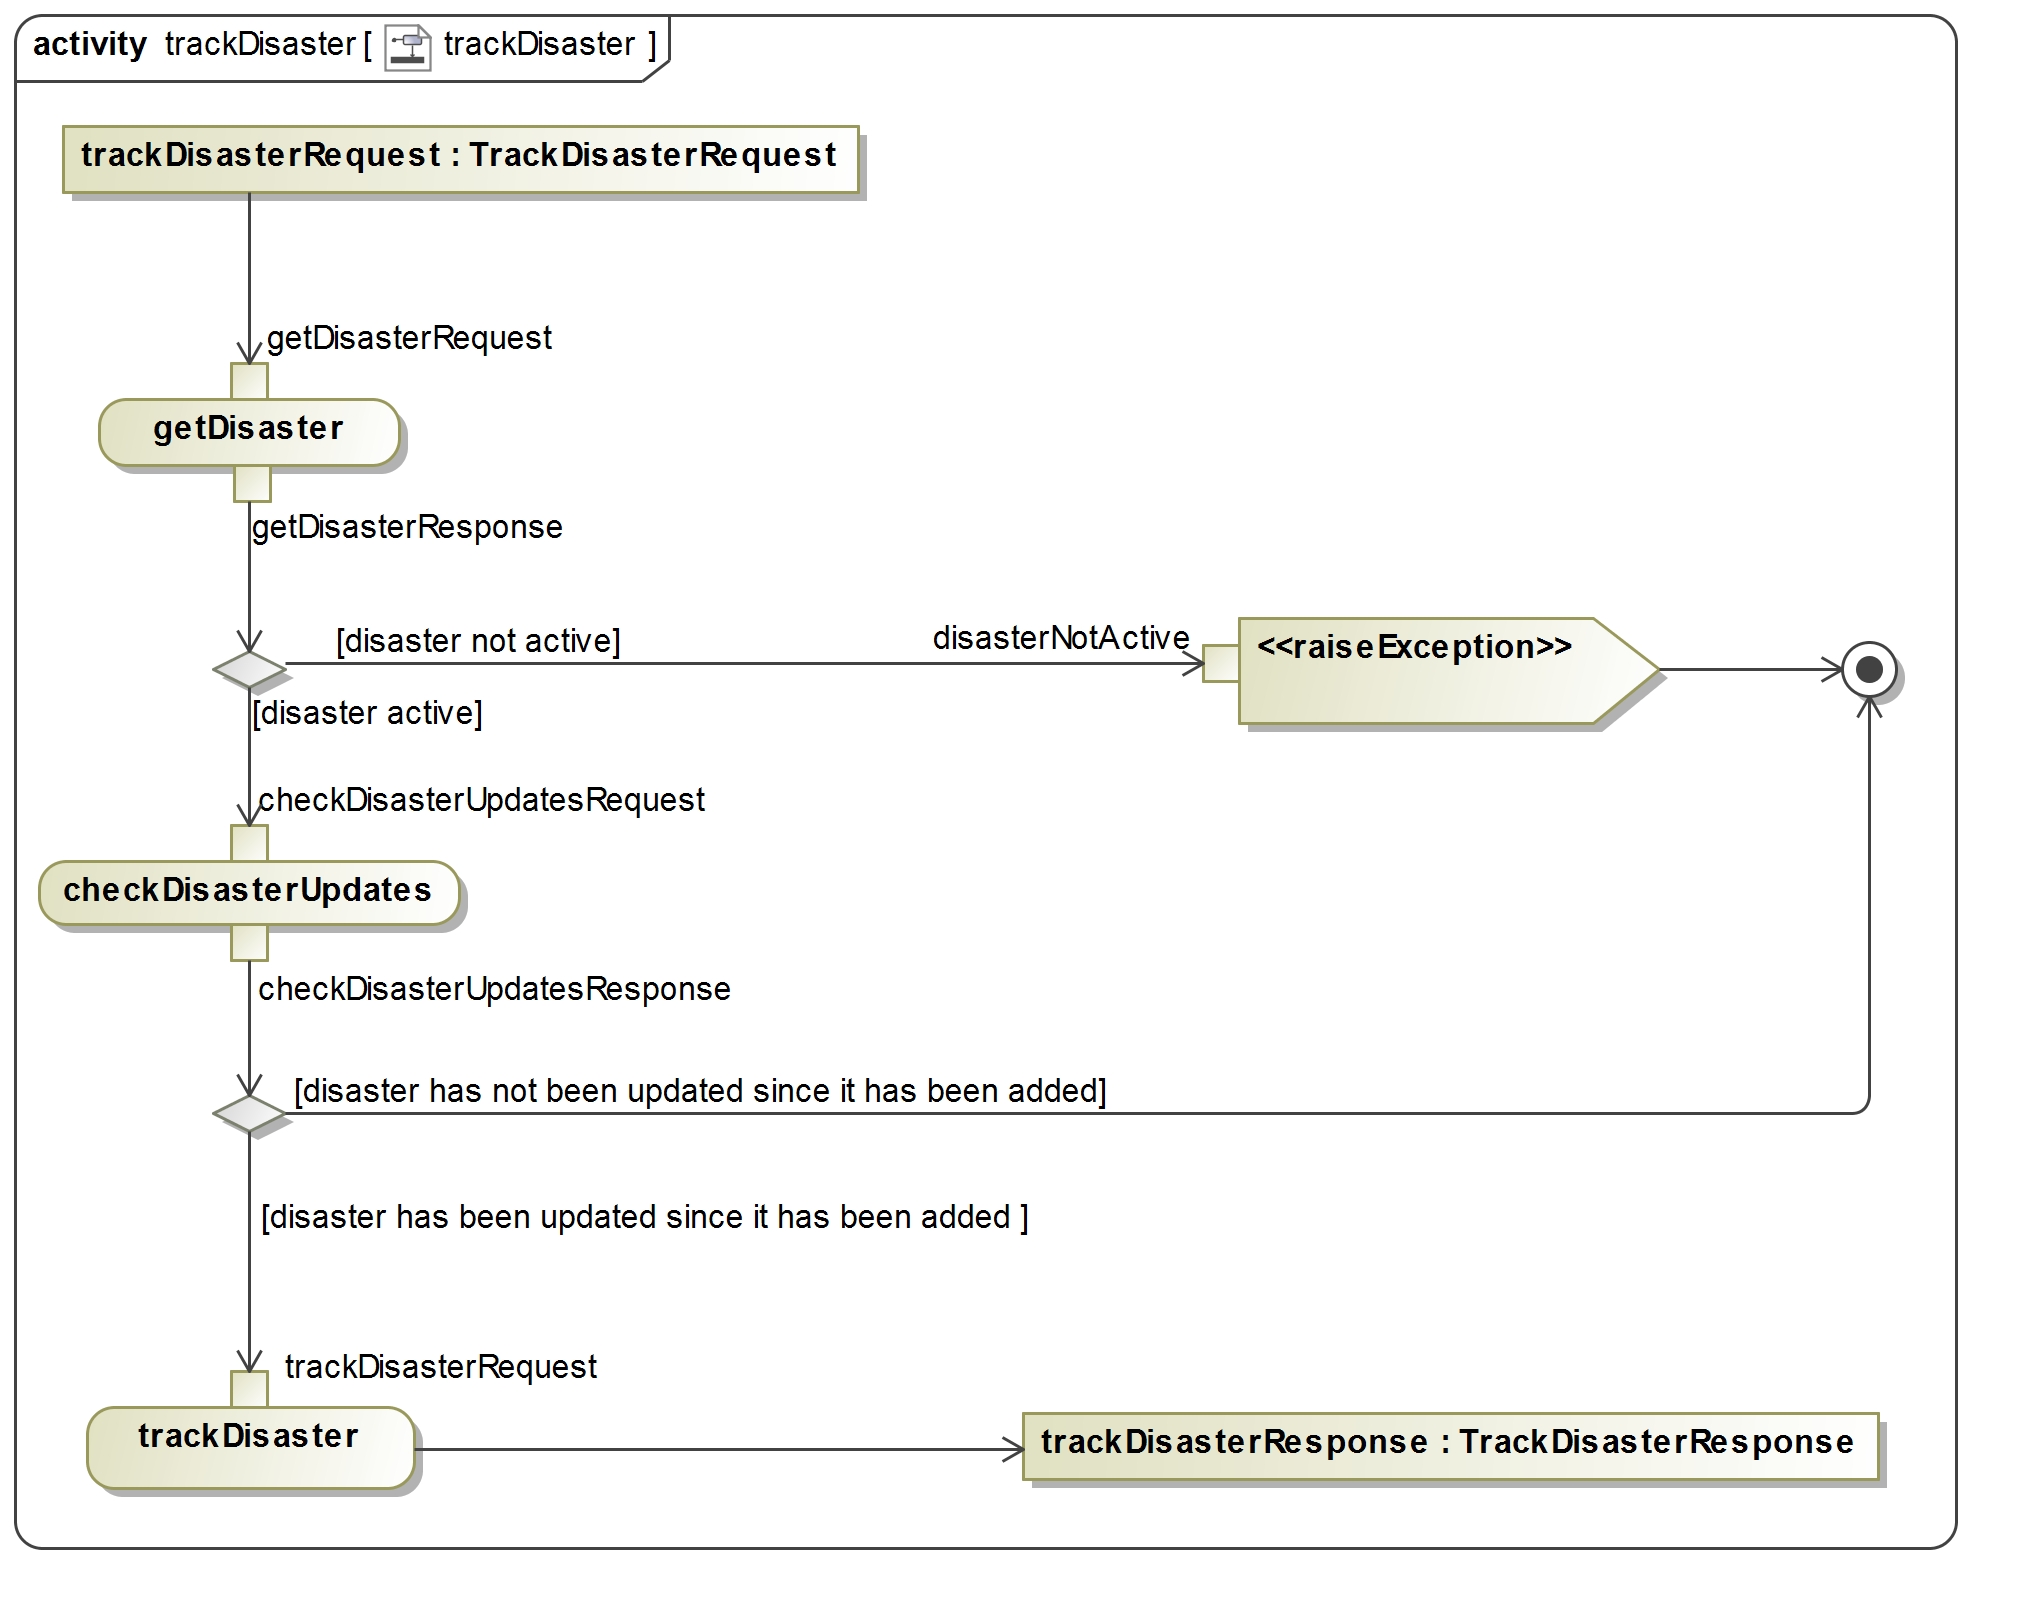 activity trackDisaster [ trackDisaster ]
trackDisasterRequest : TrackDisasterRequest
getDisasterRequest
getDisaster
getDisasterResponse
[disaster not active]
disasterNotActive
<<raiseException>>
[disaster active]
checkDisasterUpdatesRequest
checkDisasterUpdates
checkDisasterUpdatesResponse
[disaster has not been updated since it has been added]
[disaster has been updated since it has been added ]
trackDisasterRequest
trackDisaster
trackDisasterResponse : TrackDisasterResponse